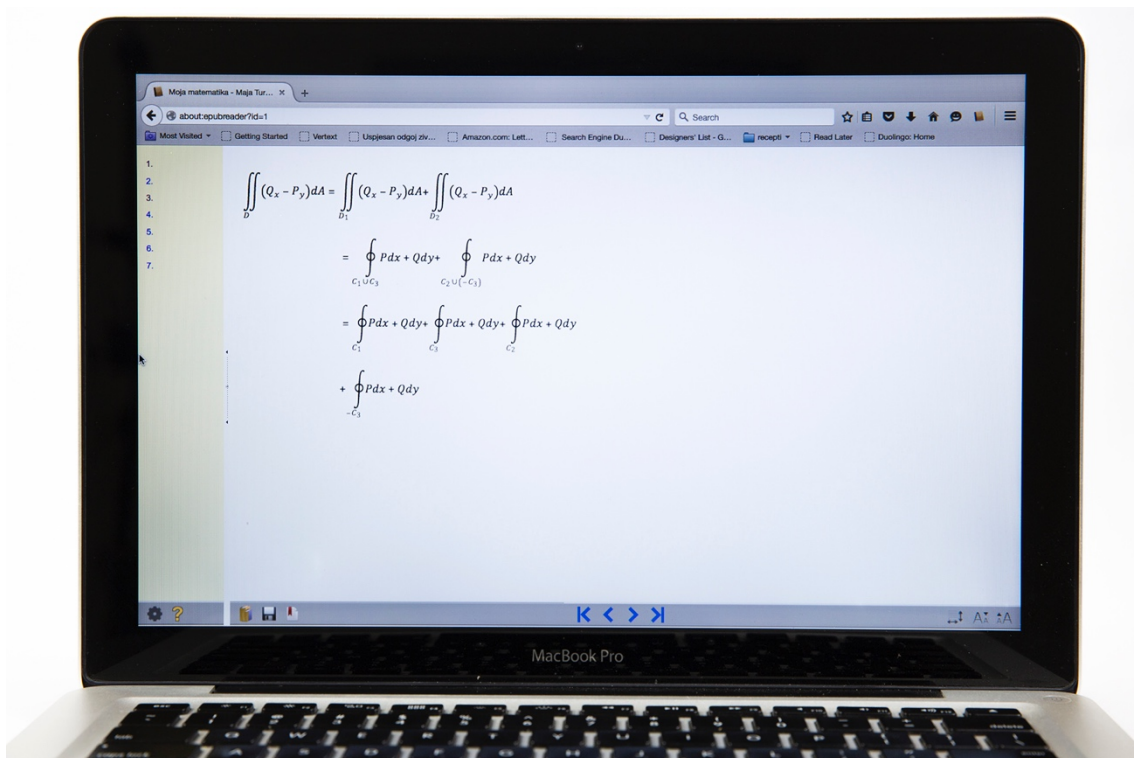 Moja matematika - Maja Tur... × +
about:epubreader?id=1 Search
Most Visited Getting Started Vertext Uspjesan odgoj ziv... Amazon.com: Lett... Search Engine Du... Designers' List - G... recepti Read Later Duolingo: Home
1.
2.
3.
4.
5.
6.
7.
∬_D (Q_x − P_y)dA = ∬_{D_1} (Q_x − P_y)dA+ ∬_{D_2} (Q_x − P_y)dA
= ∮_{C_1∪C_3} Pdx + Qdy+ ∮_{C_2∪(−C_3)} Pdx + Qdy
= ∮_{C_1} Pdx + Qdy+ ∮_{C_3} Pdx + Qdy+ ∮_{C_2} Pdx + Qdy
+ ∮_{−C_3} Pdx + Qdy
? A A
MacBook Pro
delete